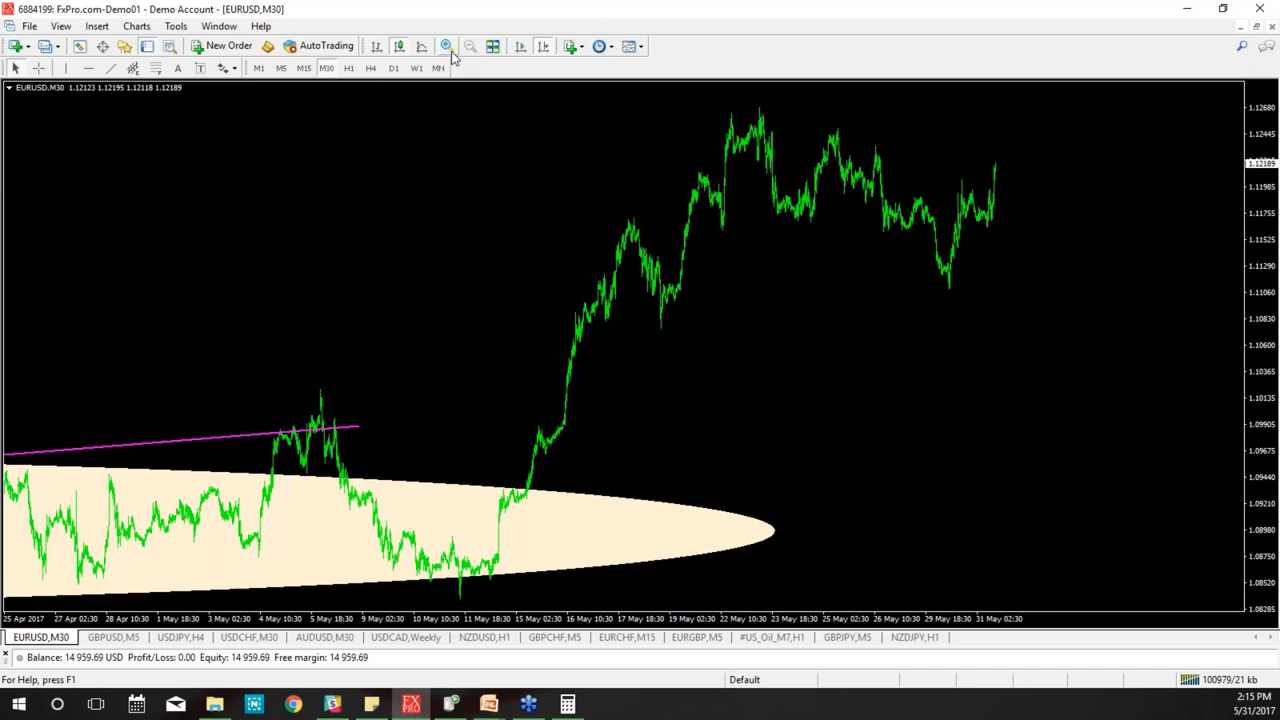 6884199: FxPro.com-Demo01 - Demo Account - [EURUSD,M30]
File View Insert Charts Tools Window Help
New Order AutoTrading
A T M1 M5 M15 M30 H1 H4 D1 W1 MN
EURUSD,M30 1.12123 1.12195 1.12118 1.12189
1.12680
1.12445
1.12189
1.11985
1.11755
1.11525
1.11290
1.11060
1.10830
1.10600
1.10365
1.10135
1.09905
1.09675
1.09440
1.09210
1.08980
1.08750
1.08520
1.08285
25 Apr 2017 27 Apr 02:30 28 Apr 10:30 1 May 18:30 3 May 02:30 4 May 10:30 5 May 18:30 9 May 02:30 10 May 10:30 11 May 18:30 15 May 02:30 16 May 10:30 17 May 18:30 19 May 02:30 22 May 10:30 23 May 18:30 25 May 02:30 26 May 10:30 29 May 18:30 31 May 02:30
EURUSD,M30 GBPUSD,M5 USDJPY,H4 USDCHF,M30 AUDUSD,M30 USDCAD,Weekly NZDUSD,H1 GBPCHF,M5 EURCHF,M15 EURGBP,M5 #US_Oil_M7,H1 GBPJPY,M5 NZDJPY,H1
Balance: 14 959.69 USD Profit/Loss: 0.00 Equity: 14 959.69 Free margin: 14 959.69
For Help, press F1 Default 100979/21 kb
FX PRO
2:15 PM
5/31/2017